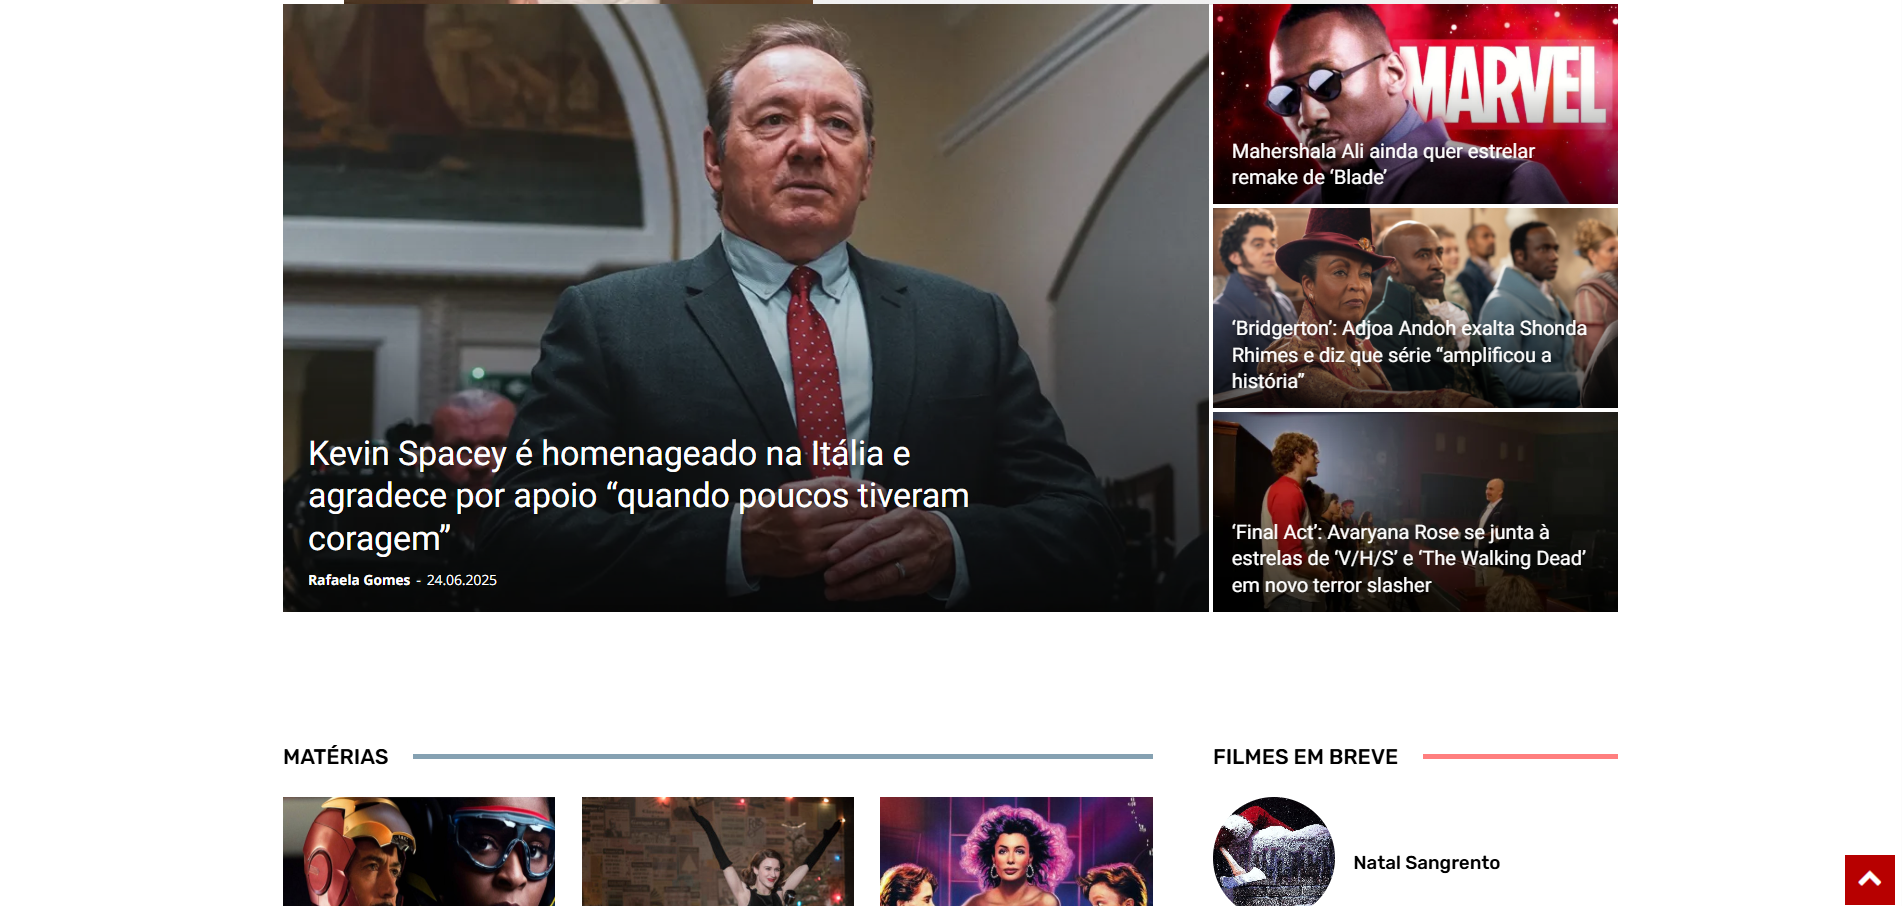 Kevin Spacey é homenageado na Itália e
agradece por apoio “quando poucos tiveram
coragem”
Rafaela Gomes - 24.06.2025
MARVEL
Mahershala Ali ainda quer estrelar
remake de ‘Blade’
‘Bridgerton’: Adjoa Andoh exalta Shonda
Rhimes e diz que série “amplificou a
história”
‘Final Act’: Avaryana Rose se junta à
estrelas de ‘V/H/S’ e ‘The Walking Dead’
em novo terror slasher
MATÉRIAS
FILMES EM BREVE
Natal Sangrento